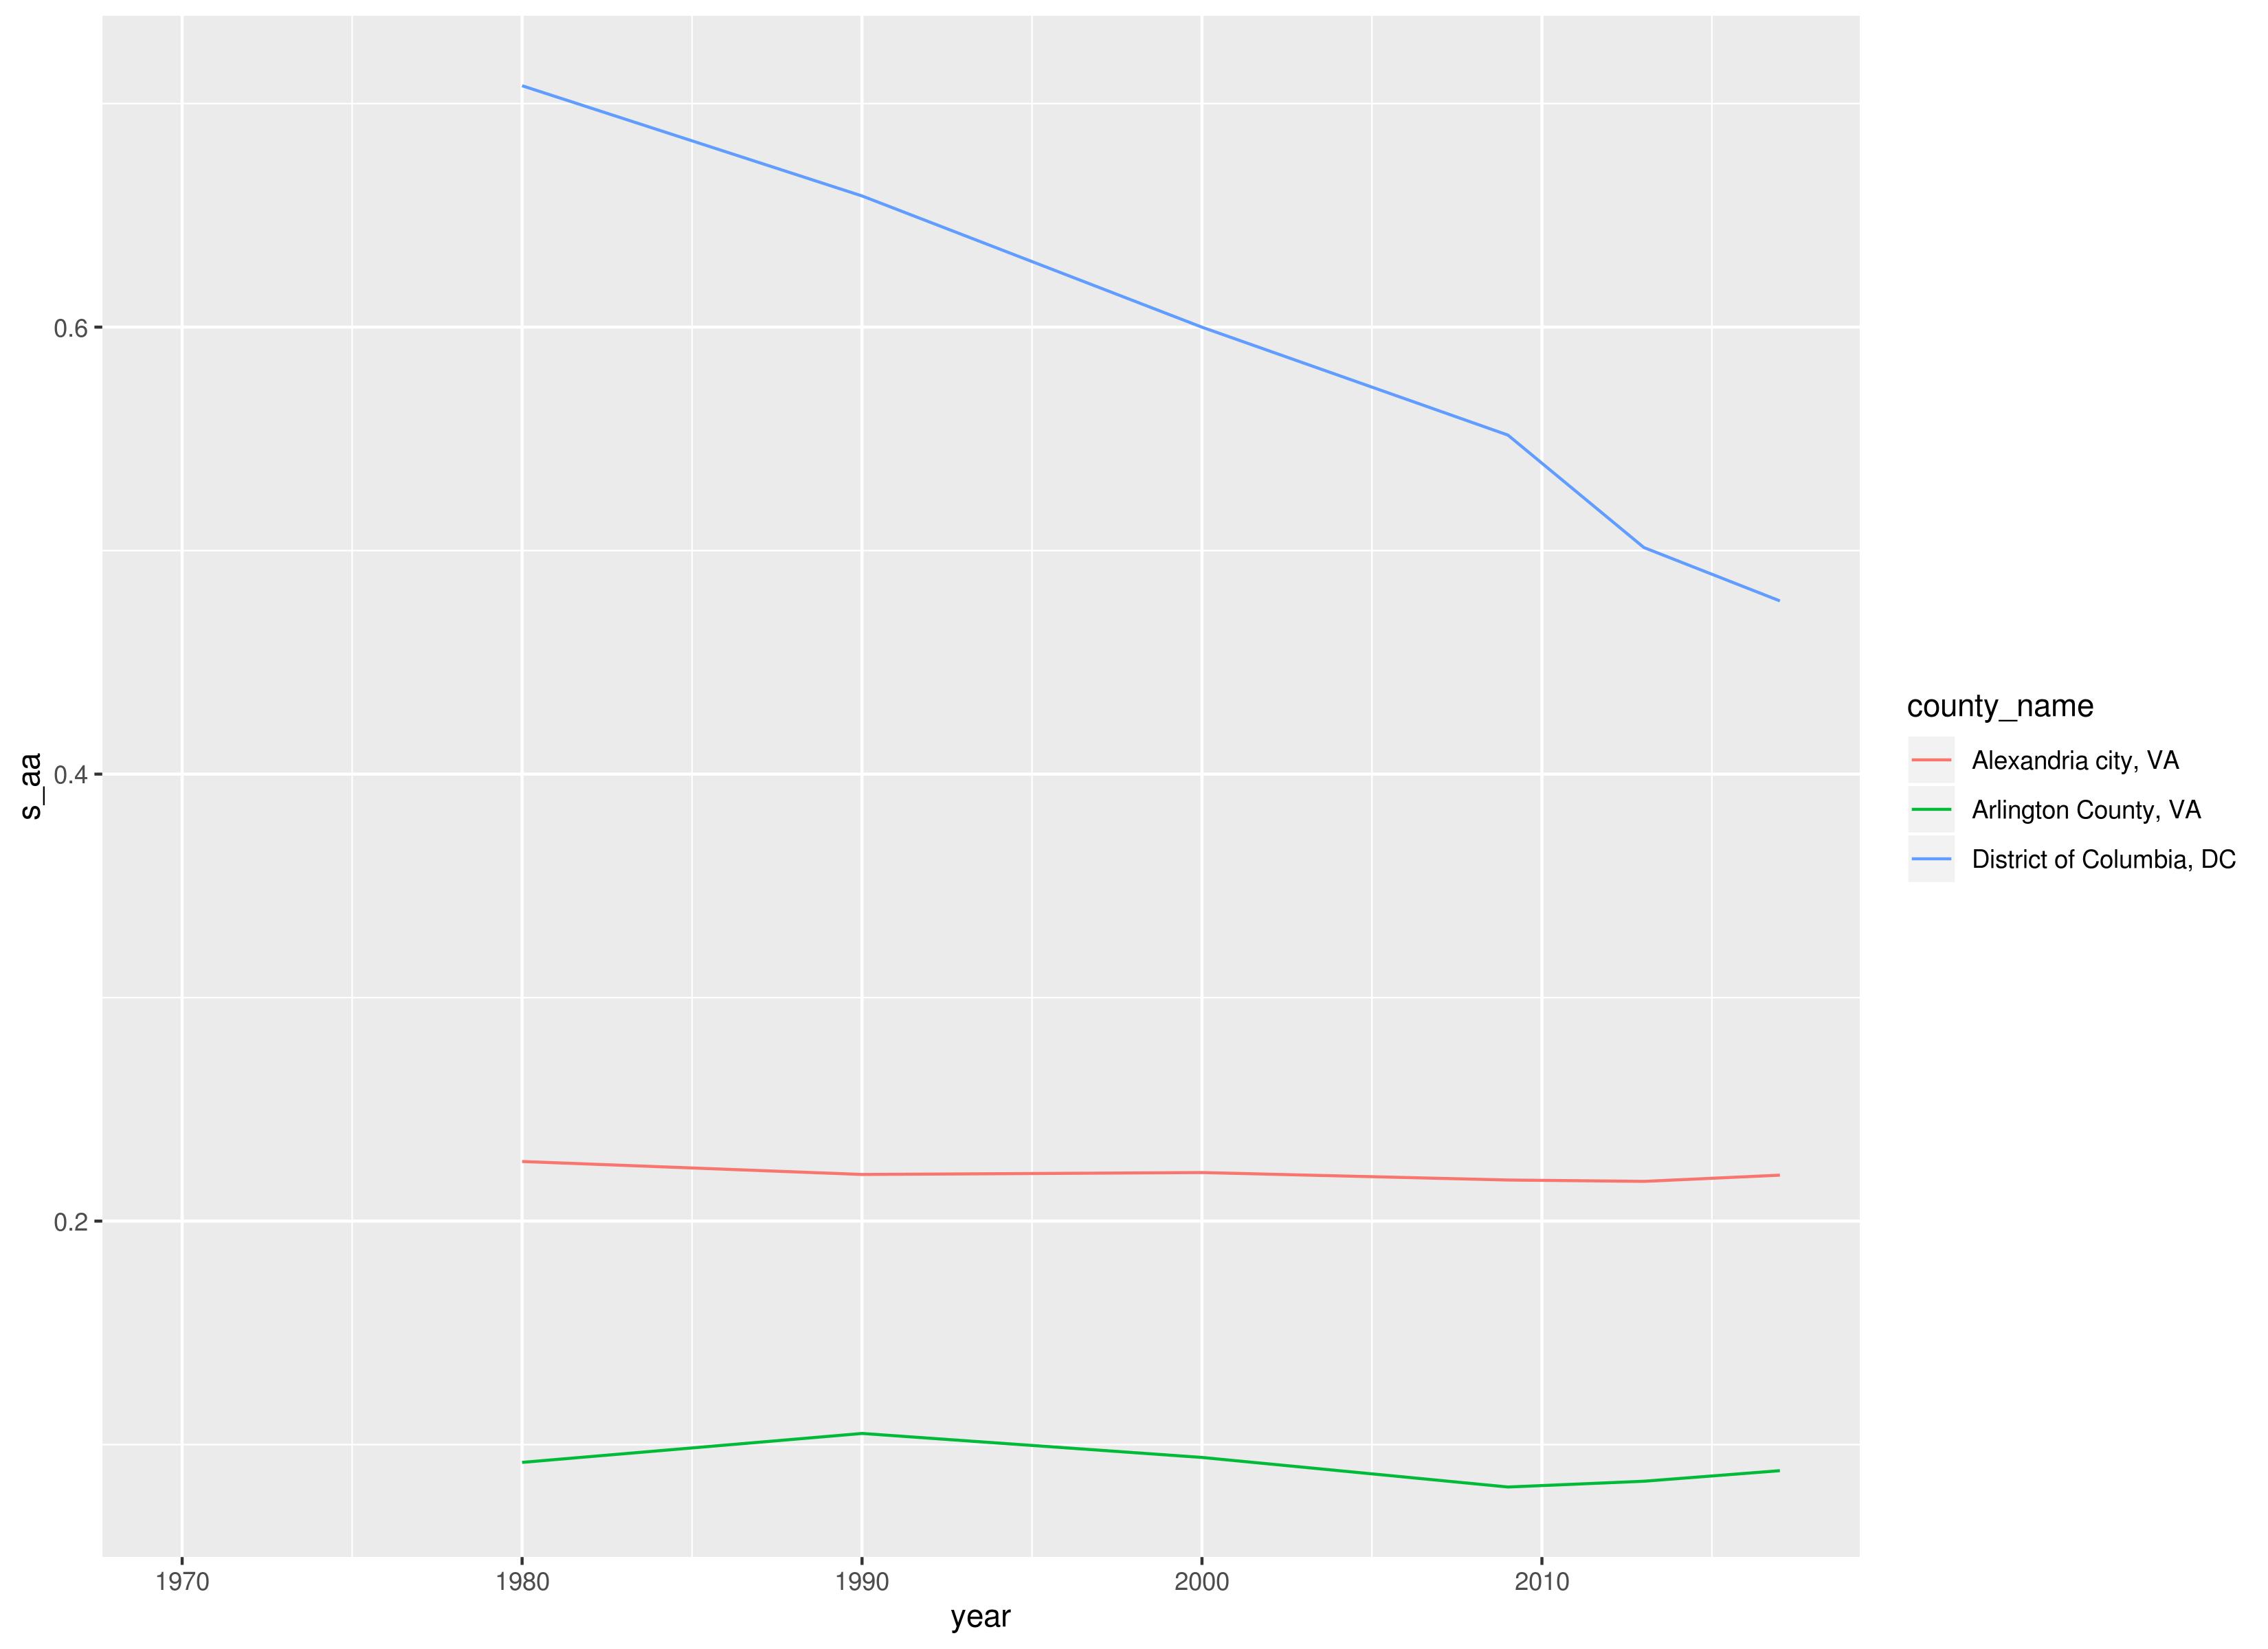 0.6
0.4
0.2
s_aa
1970 1980 1990 2000 2010
year
county_name
Alexandria city, VA
Arlington County, VA
District of Columbia, DC